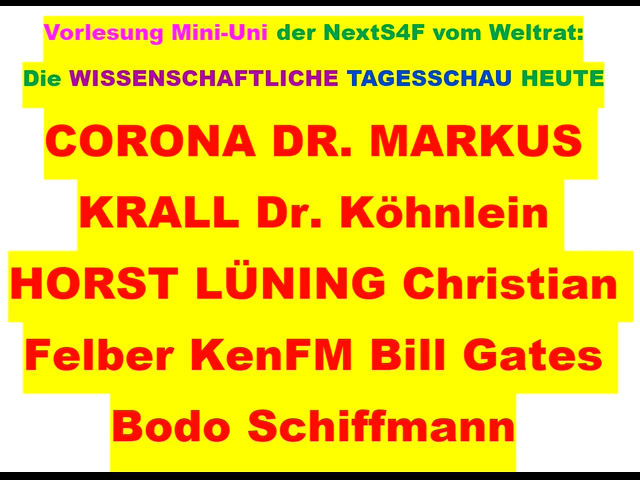 Vorlesung Mini-Uni der NextS4F vom Weltrat:
Die WISSENSCHAFTLICHE TAGESSCHAU HEUTE
CORONA DR. MARKUS
KRALL Dr. Köhnlein
HORST LÜNING Christian
Felber KenFM Bill Gates
Bodo Schiffmann